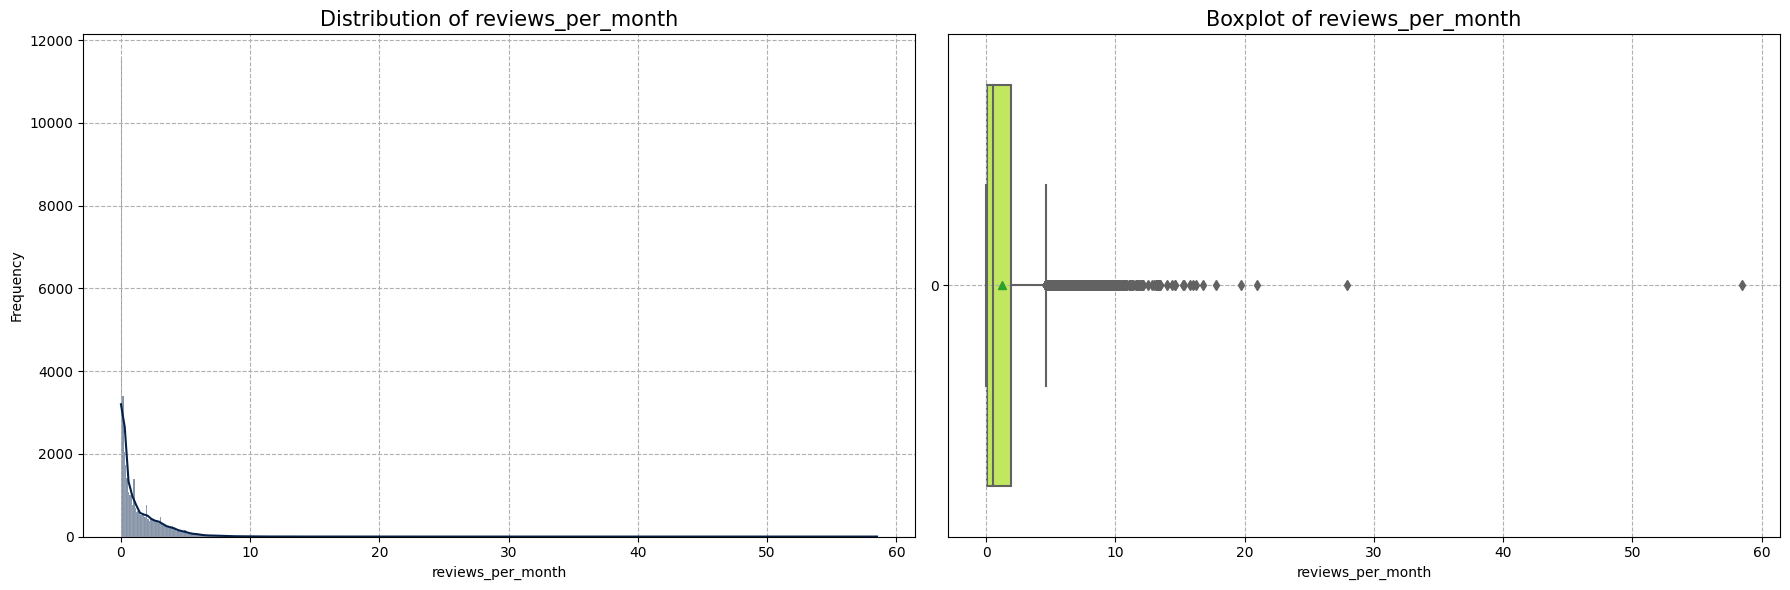 Distribution of reviews_per_month
12000
10000
8000
6000
4000
2000
0
Frequency
0 10 20 30 40 50 60
reviews_per_month
Boxplot of reviews_per_month
0
0 10 20 30 40 50 60
reviews_per_month